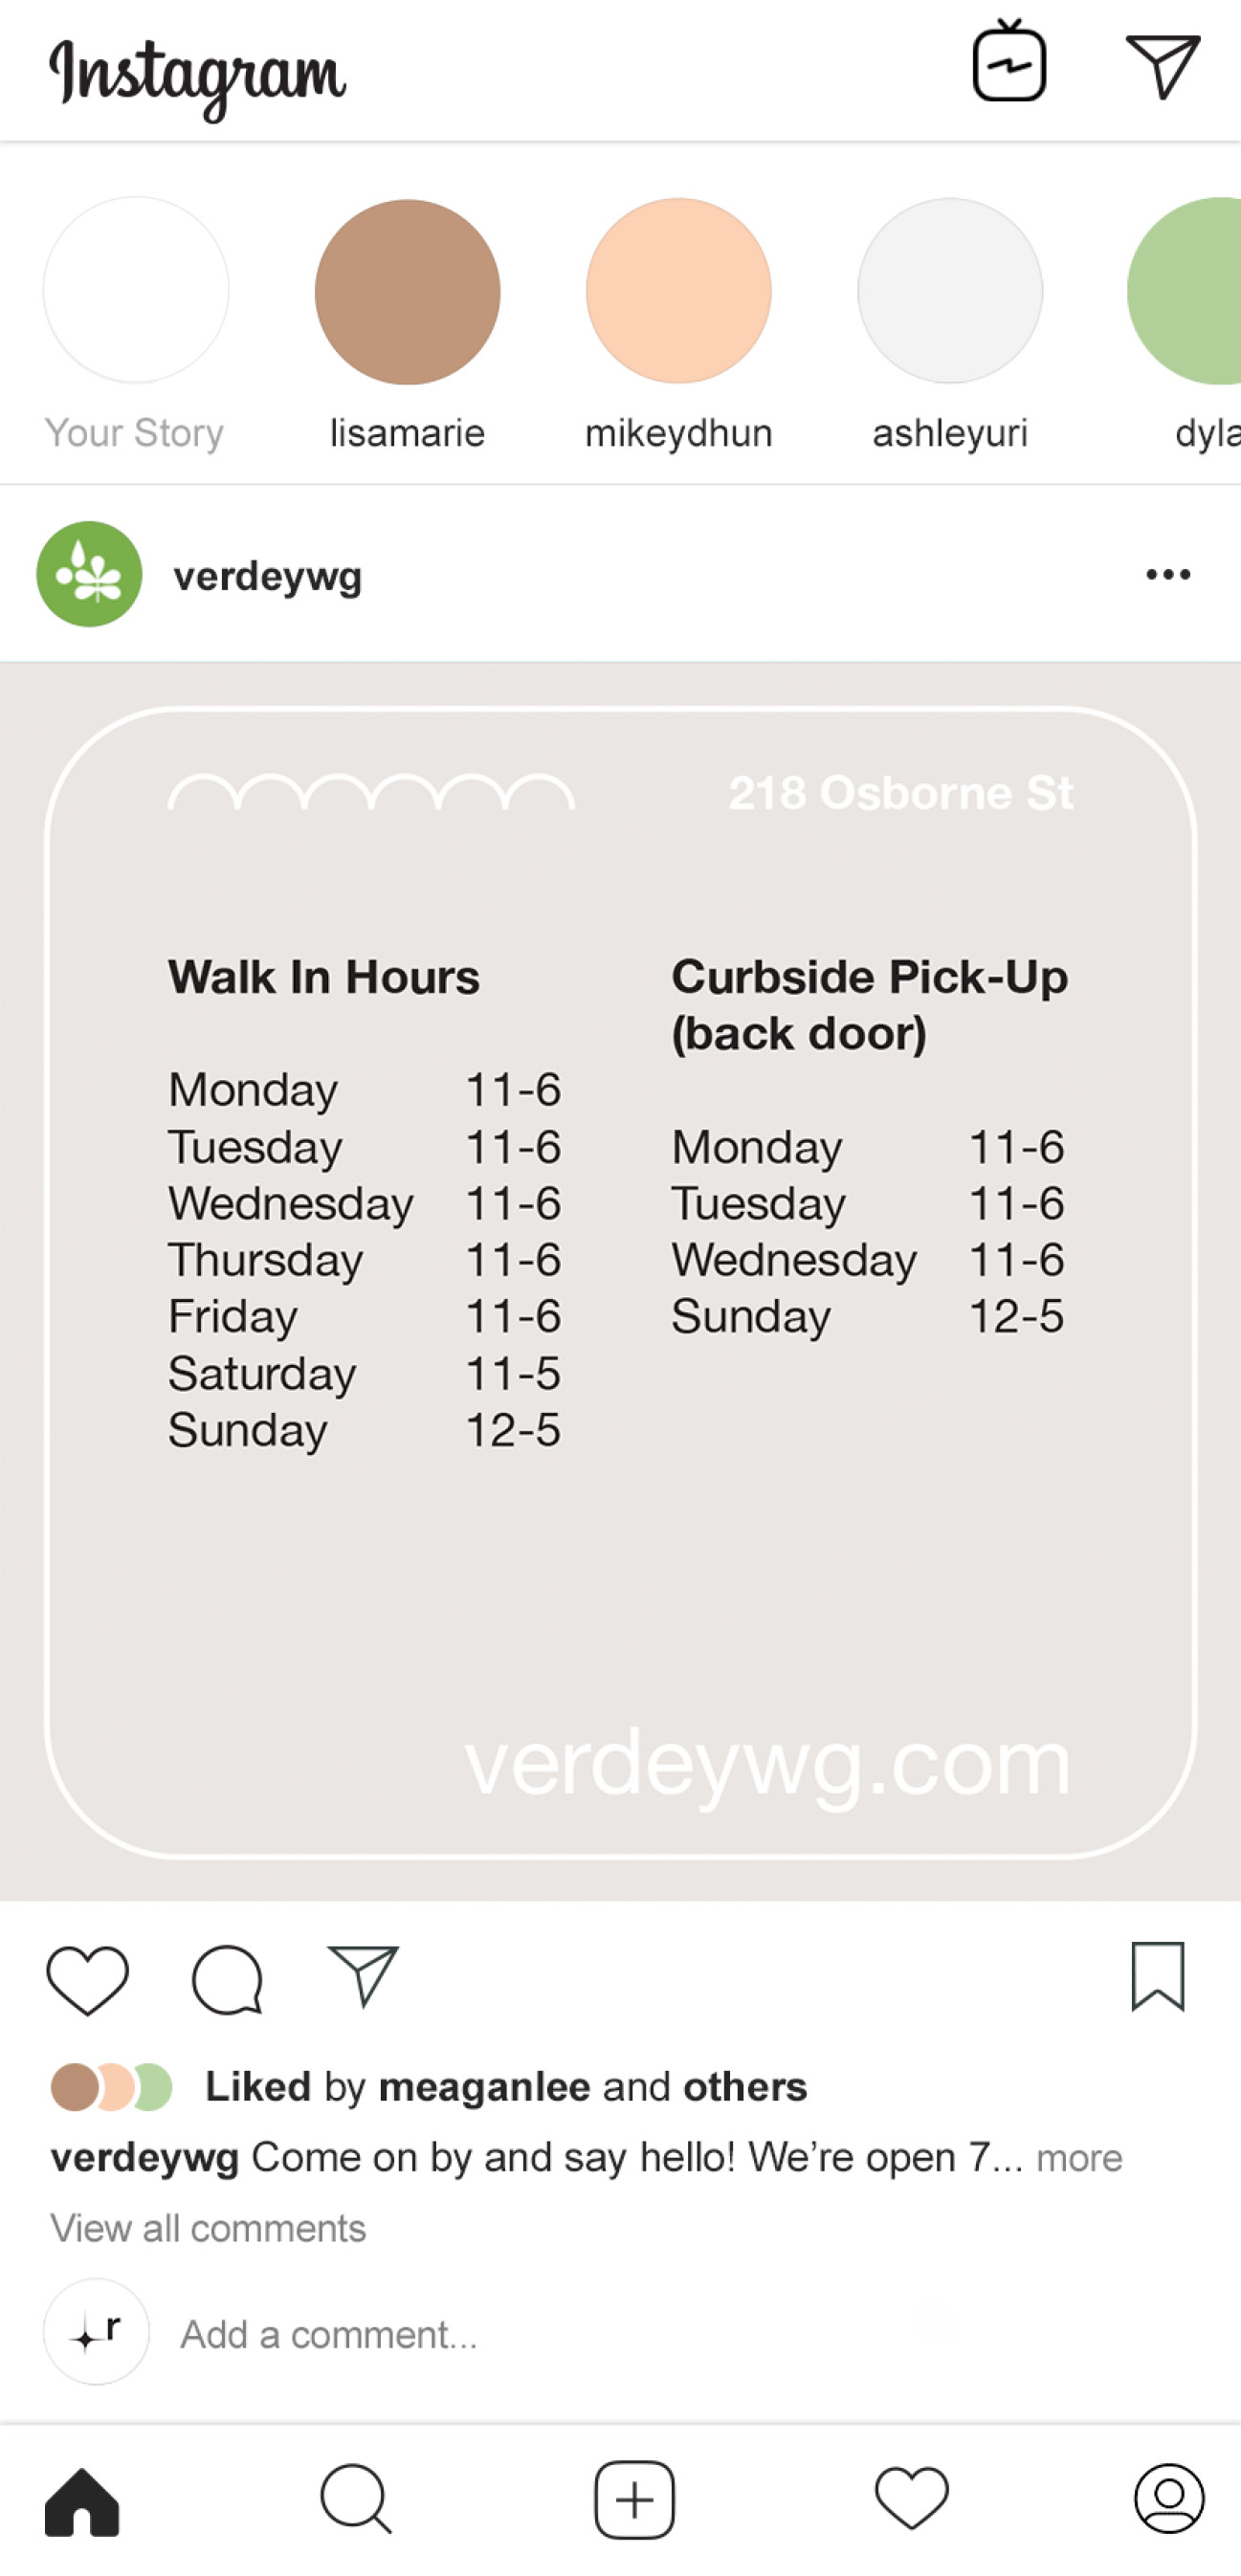 Instagram
Your Story
lisamarie
mikeydhun
ashleyuri
dyla
verdeywg
218 Osborne St
Walk In Hours
Monday 11-6
Tuesday 11-6
Wednesday 11-6
Thursday 11-6
Friday 11-6
Saturday 11-5
Sunday 12-5
Curbside Pick-Up
(back door)
Monday 11-6
Tuesday 11-6
Wednesday 11-6
Sunday 12-5
verdeywg.com
Liked by meaganlee and others
verdeywg Come on by and say hello! We’re open 7... more
View all comments
r
Add a comment...